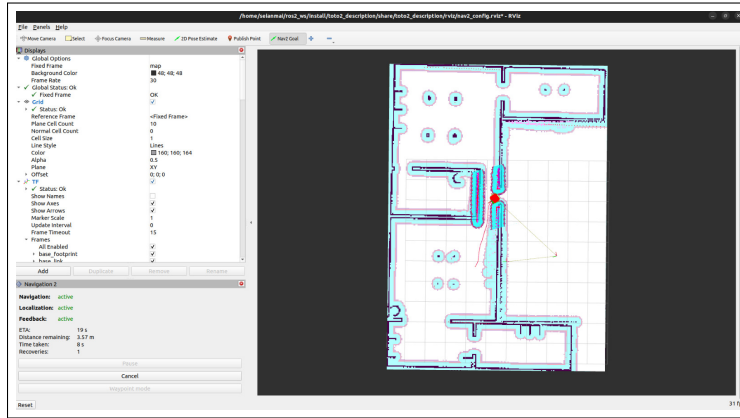 /home/selanmai/ros2_ws/install/toto2_description/share/toto2_description/rviz/nav2_config.rviz* - RViz
File Panels Help
Move Camera Select Focus Camera Measure 2D Pose Estimate Publish Point Nav2 Goal
Displays
Global Options
Fixed Frame map
Background Color 48; 48; 48
Frame Rate 30
Global Status: Ok
Fixed Frame OK
Grid
Status: Ok
Reference Frame <Fixed Frame>
Plane Cell Count 10
Normal Cell Count 0
Cell Size 1
Line Style Lines
Color 160; 160; 164
Alpha 0.5
Plane XY
Offset 0; 0; 0
TF
Status: Ok
Show Names
Show Axes
Show Arrows
Marker Scale 1
Update Interval 0
Frame Timeout 15
Frames
All Enabled
base_footprint
base_link
Add Duplicate Remove Rename
Navigation 2
Navigation: active
Localization: active
Feedback: active
ETA: 19 s
Distance remaining: 3.57 m
Time taken: 8 s
Recoveries: 1
Pause
Cancel
Waypoint mode
Reset